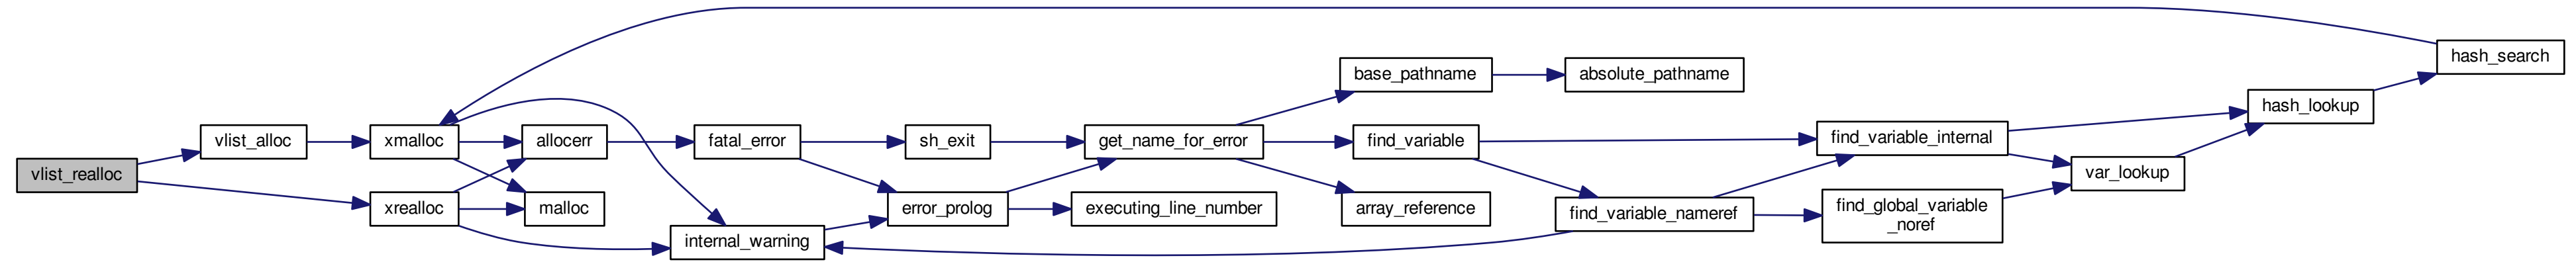 vlist_realloc
vlist_alloc
xmalloc
xrealloc
allocerr
malloc
internal_warning
fatal_error
sh_exit
error_prolog
get_name_for_error
executing_line_number
base_pathname
find_variable
array_reference
absolute_pathname
find_variable_nameref
find_variable_internal
find_global_variable
_noref
var_lookup
hash_lookup
hash_search